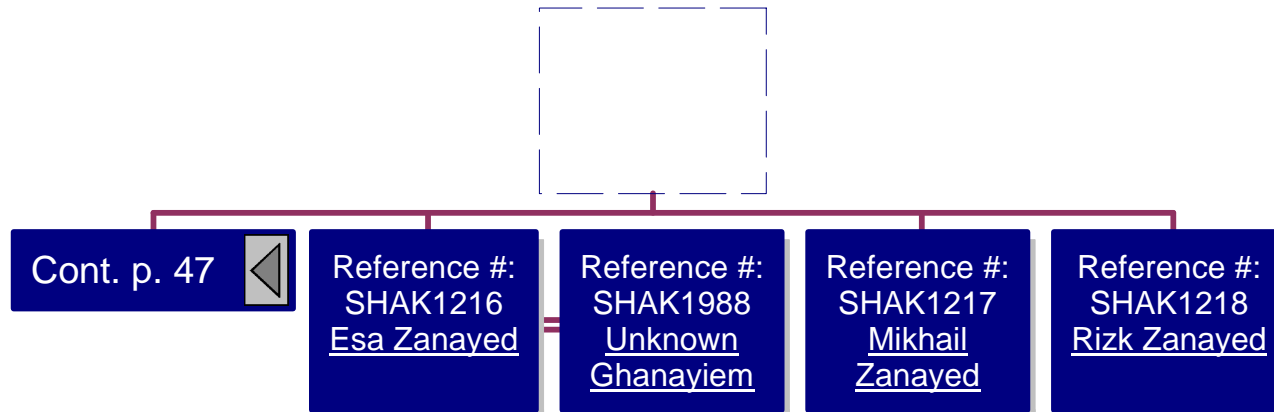 Cont. p. 47
Reference #:
SHAK1216
Esa Zanayed
Reference #:
SHAK1988
Unknown
Ghanayiem
Reference #:
SHAK1217
Mikhail
Zanayed
Reference #:
SHAK1218
Rizk Zanayed